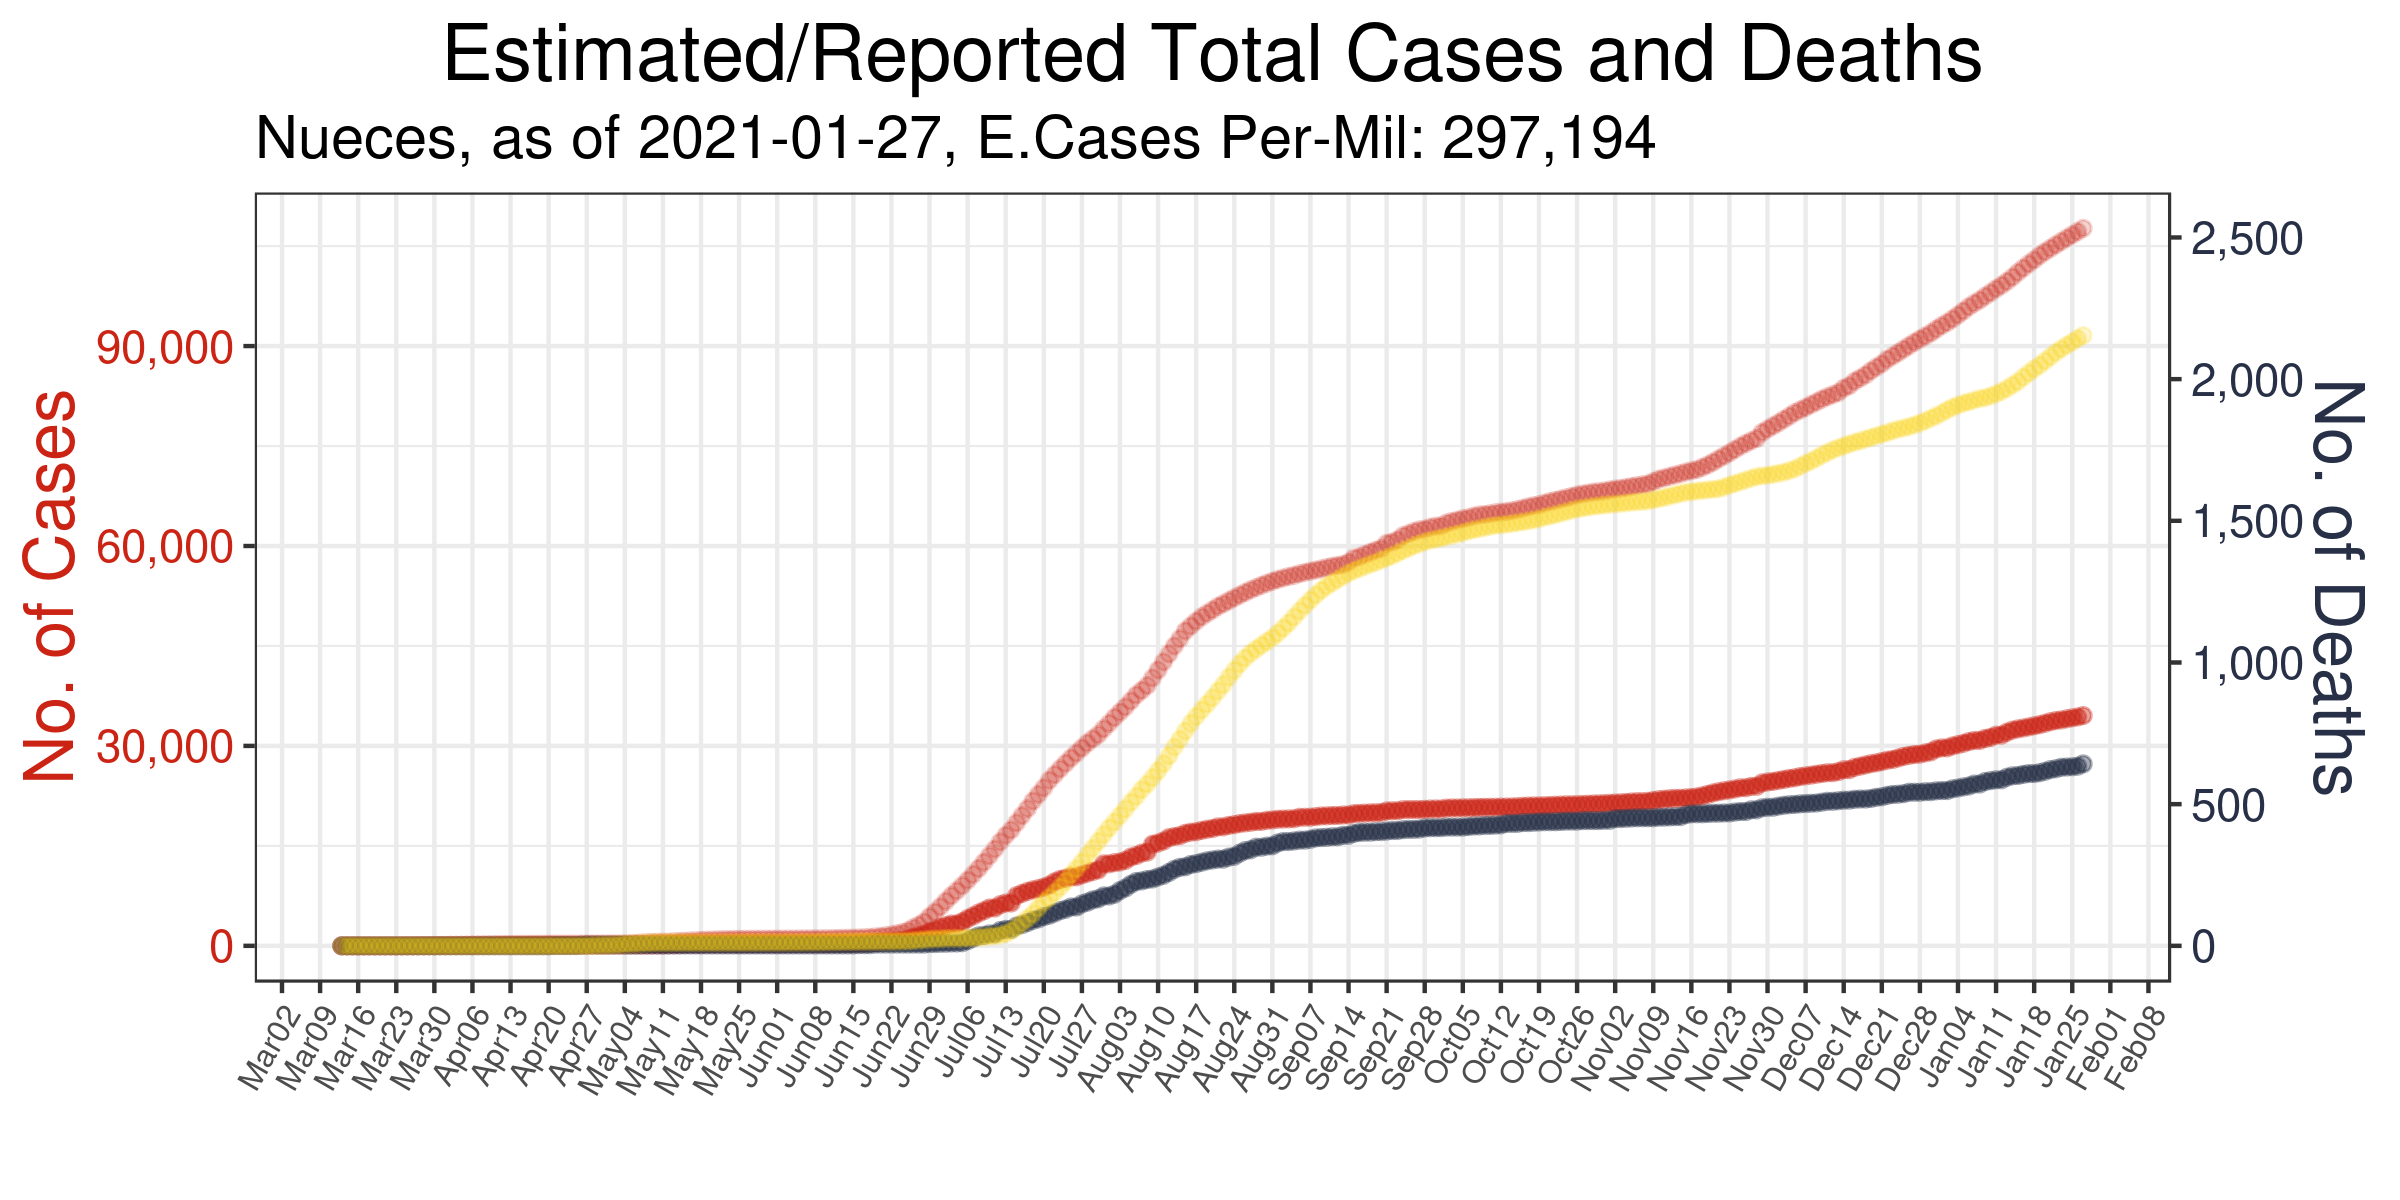 Estimated/Reported Total Cases and Deaths
Nueces, as of 2021-01-27, E.Cases Per-Mil: 297,194
No. of Cases
90,000
60,000
30,000
0
2,500
2,000
1,500
1,000
500
0
No. of Deaths
Mar02
Mar09
Mar16
Mar23
Mar30
Apr06
Apr13
Apr20
Apr27
May04
May11
May18
May25
Jun01
Jun08
Jun15
Jun22
Jun29
Jul06
Jul13
Jul20
Jul27
Aug03
Aug10
Aug17
Aug24
Aug31
Sep07
Sep14
Sep21
Sep28
Oct05
Oct12
Oct19
Oct26
Nov02
Nov09
Nov16
Nov23
Nov30
Dec07
Dec14
Dec21
Dec28
Dec04
Jan11
Jan18
Jan18
Jan25
Feb01
Feb08